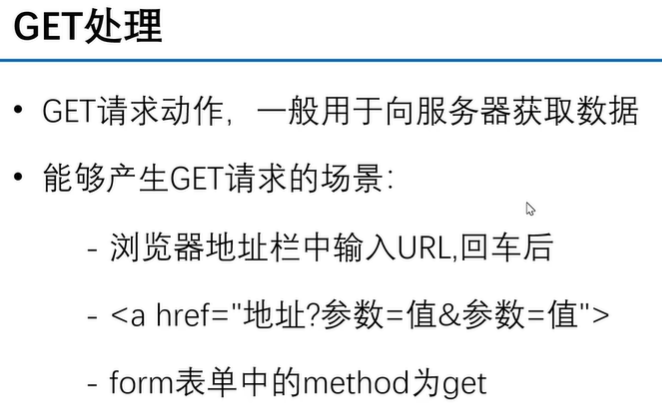 GET处理
• GET请求动作，一般用于向服务器获取数据
• 能够产生GET请求的场景:
- 浏览器地址栏中输入URL,回车后
- <a href="地址?参数=值&参数=值">
- form表单中的method为get